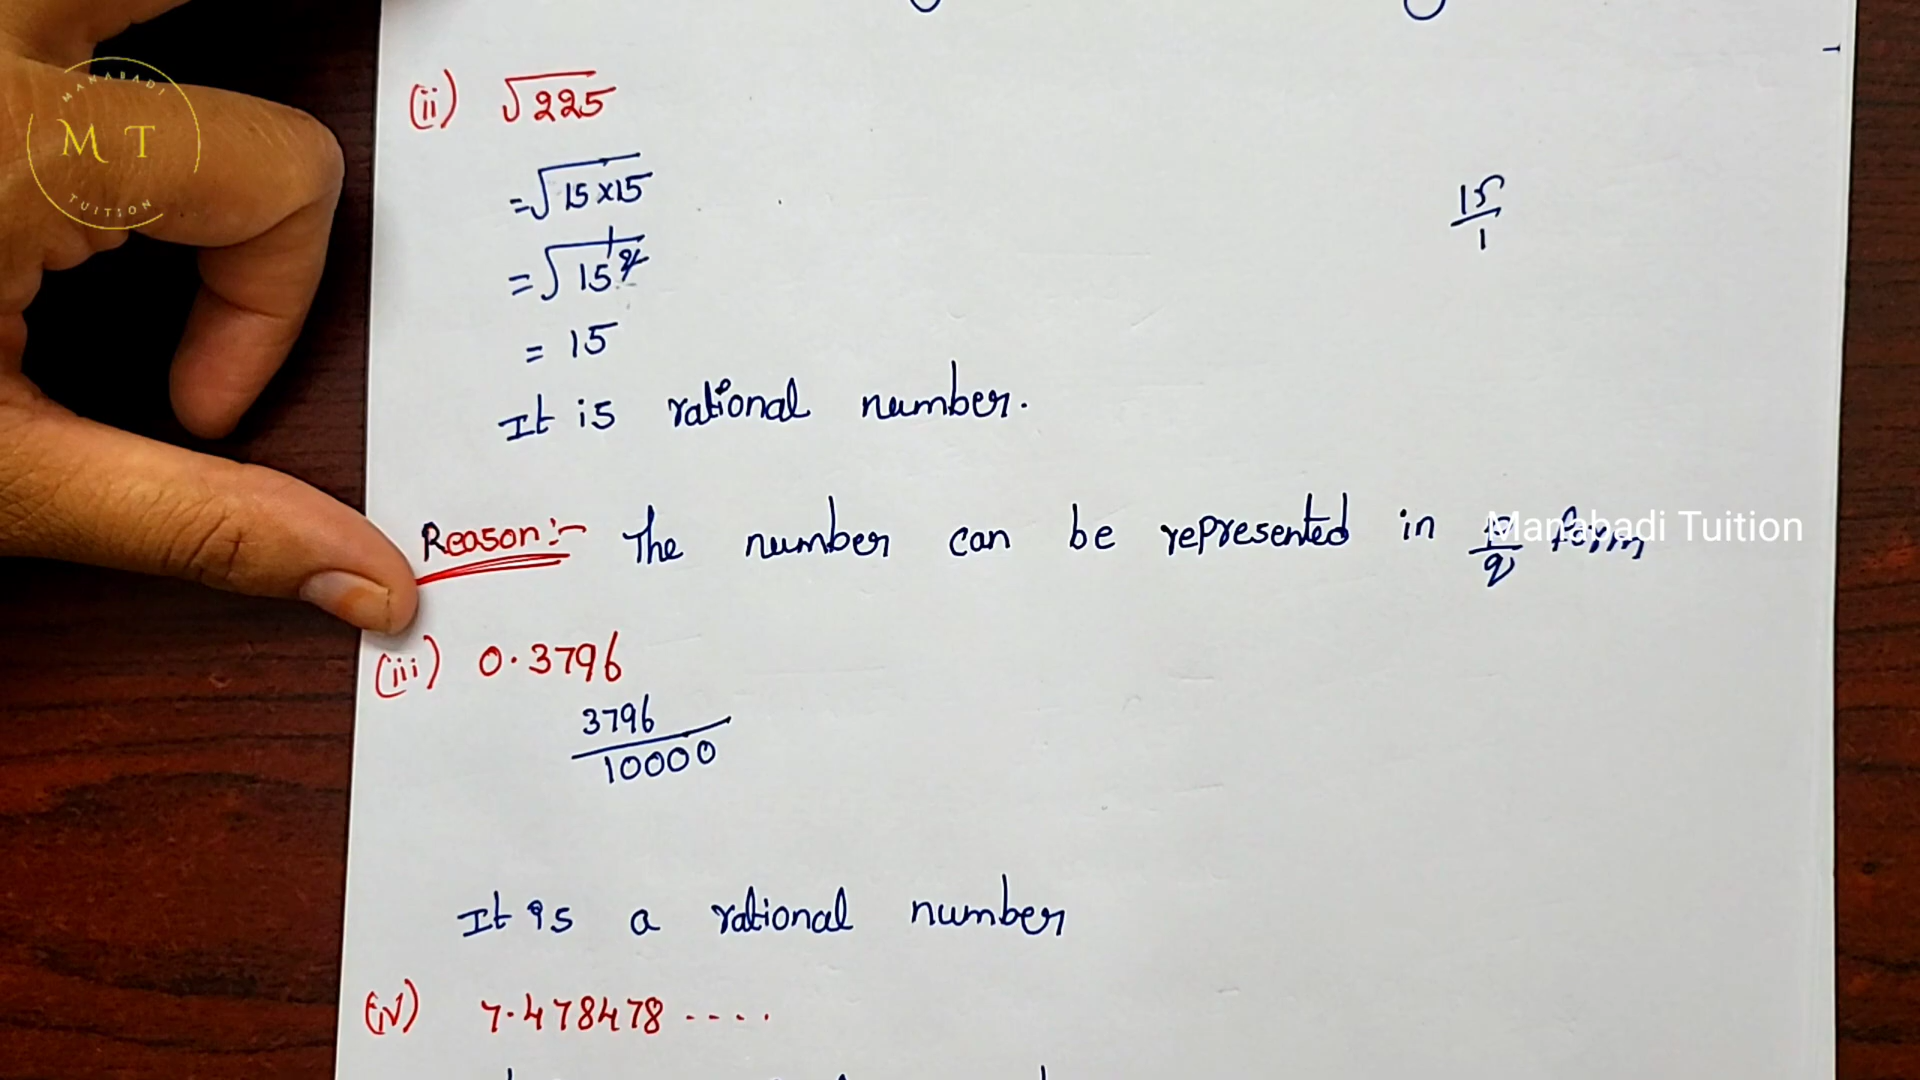 MANABADI
M T
TUITION
(ii) √225
= √15×15
15/1
= √15²
= 15
It is rational number.
Reason:- The number can be represented in p/q form
Manabadi Tuition
(iii) 0.3796
3796/10000
It is a rational number
(iv) 7.478478 ....